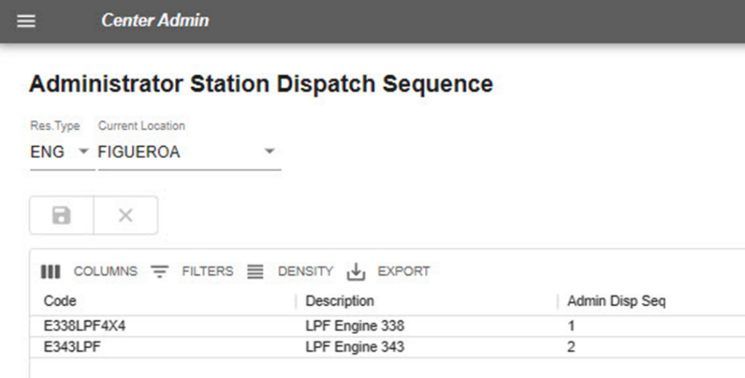 Center Admin
Administrator Station Dispatch Sequence
Res.Type Current Location
ENG FIGUEROA
COLUMNS FILTERS DENSITY EXPORT
Code Description Admin Disp Seq
E338LPF4X4 LPF Engine 338 1
E343LPF LPF Engine 343 2